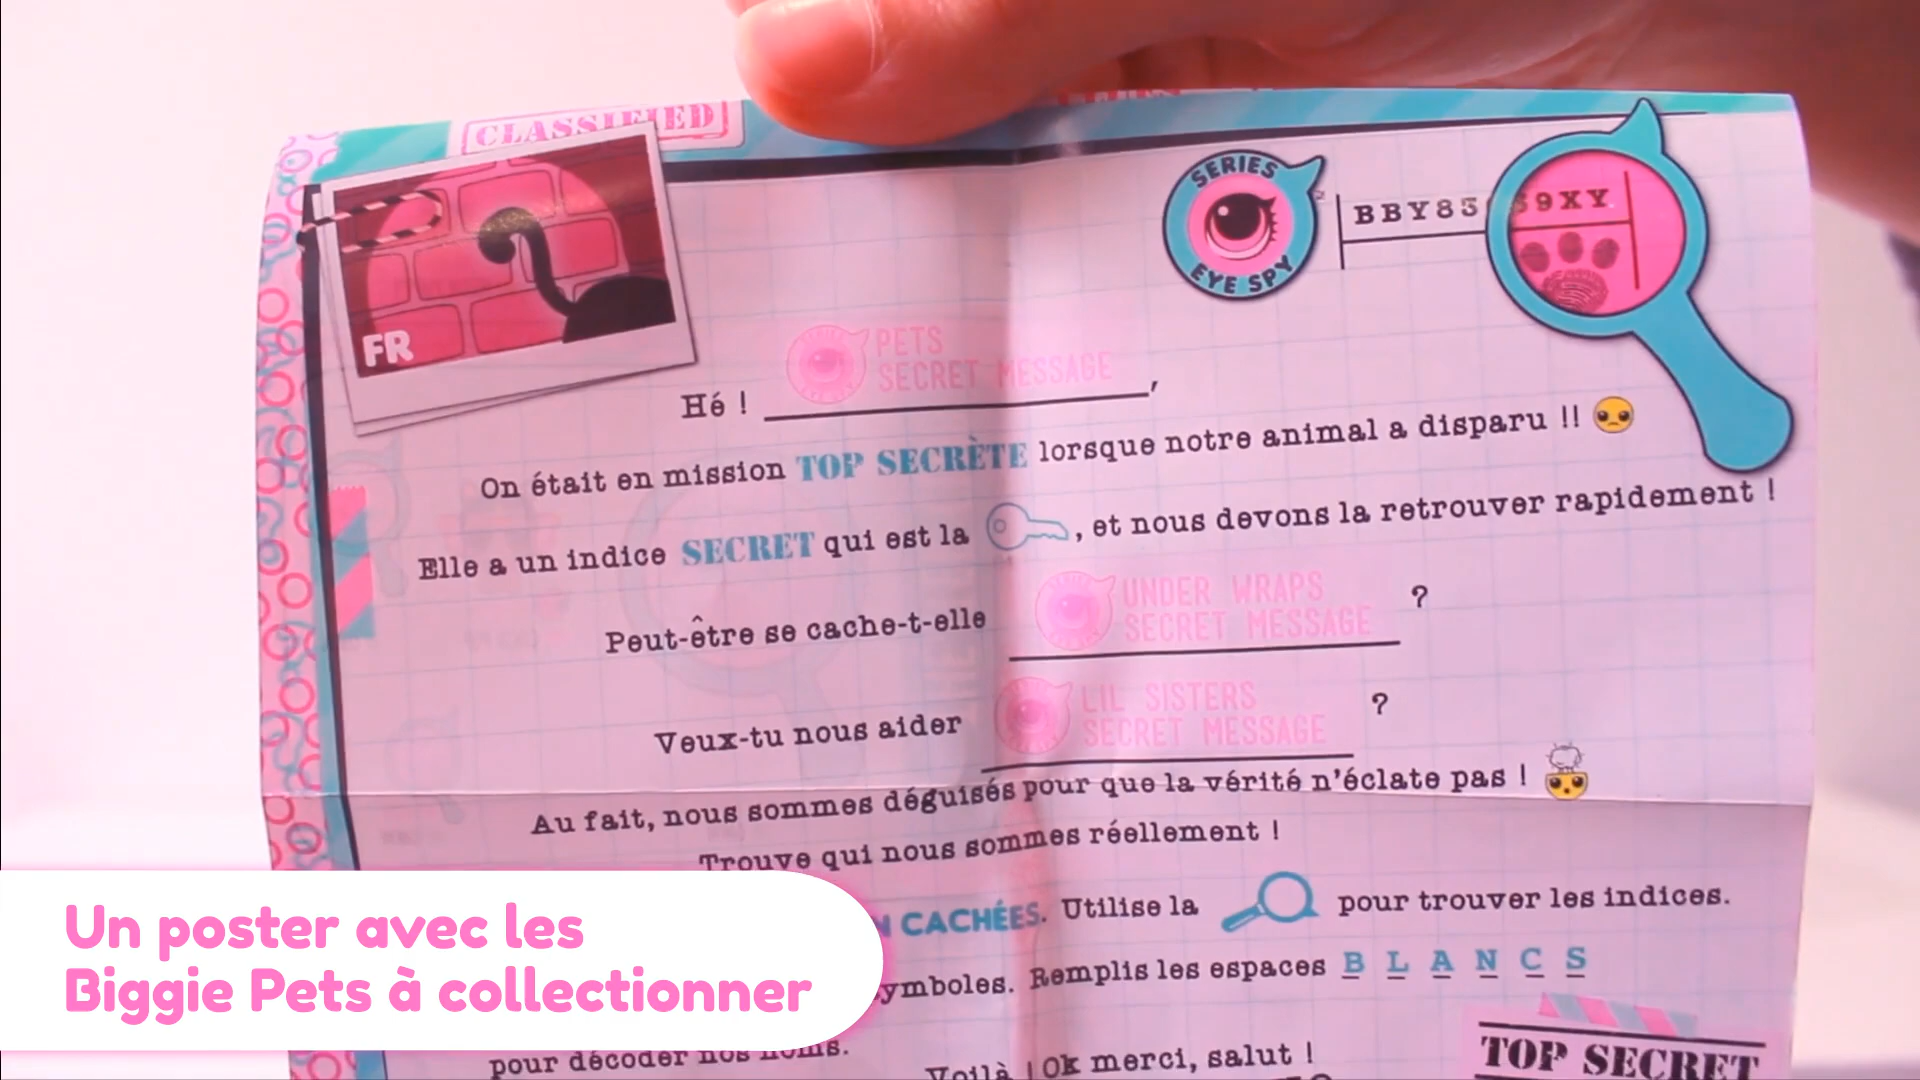 CLASSIFIED
SERIES
EYE SPY
BBY83
9XY
FR
PETS
SECRET MESSAGE
Hé ! ,
On était en mission TOP SECRÈTE lorsque notre animal a disparu !!
Elle a un indice SECRET qui est la , et nous devons la retrouver rapidement !
UNDER WRAPS
SECRET MESSAGE
Peut-être se cache-t-elle ?
LIL SISTERS
SECRET MESSAGE
Veux-tu nous aider ?
Au fait, nous sommes déguisés pour que la vérité n'éclate pas !
Trouve qui nous sommes réellement !
CACHÉES. Utilise la pour trouver les indices.
Remplis les espaces B L A N C S
pour décoder nos noms.
Voilà ! Ok merci, salut !
TOP SECRET
Un poster avec les
Biggie Pets à collectionner